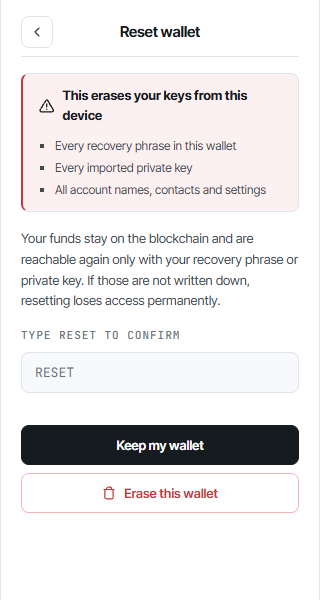 Reset wallet
This erases your keys from this
device
Every recovery phrase in this wallet
Every imported private key
All account names, contacts and settings
Your funds stay on the blockchain and are
reachable again only with your recovery phrase or
private key. If those are not written down,
resetting loses access permanently.
TYPE RESET TO CONFIRM
RESET
Keep my wallet
Erase this wallet